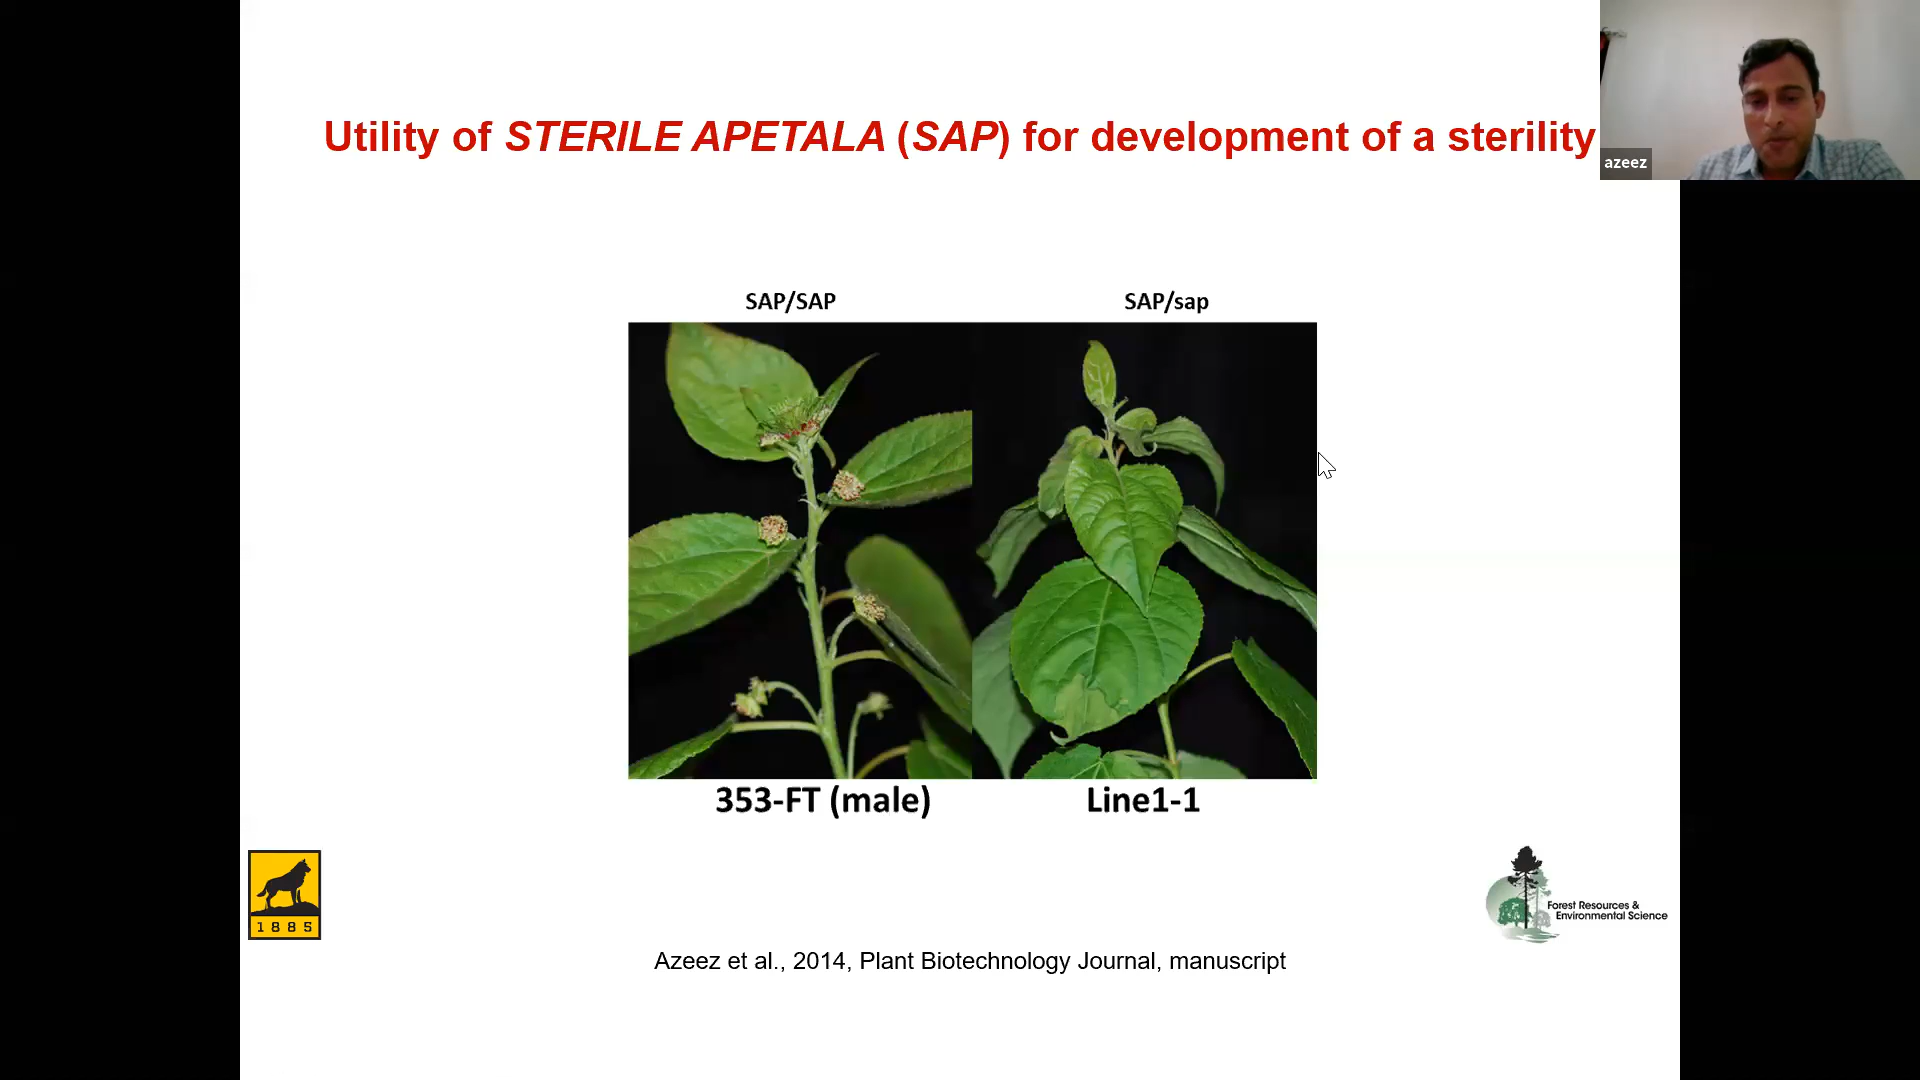 Utility of STERILE APETALA (SAP) for development of a sterility
azeez
SAP/SAP
SAP/sap
353-FT (male)
Line1-1
1885
Forest Resources &
Environmental Science
Azeez et al., 2014, Plant Biotechnology Journal, manuscript